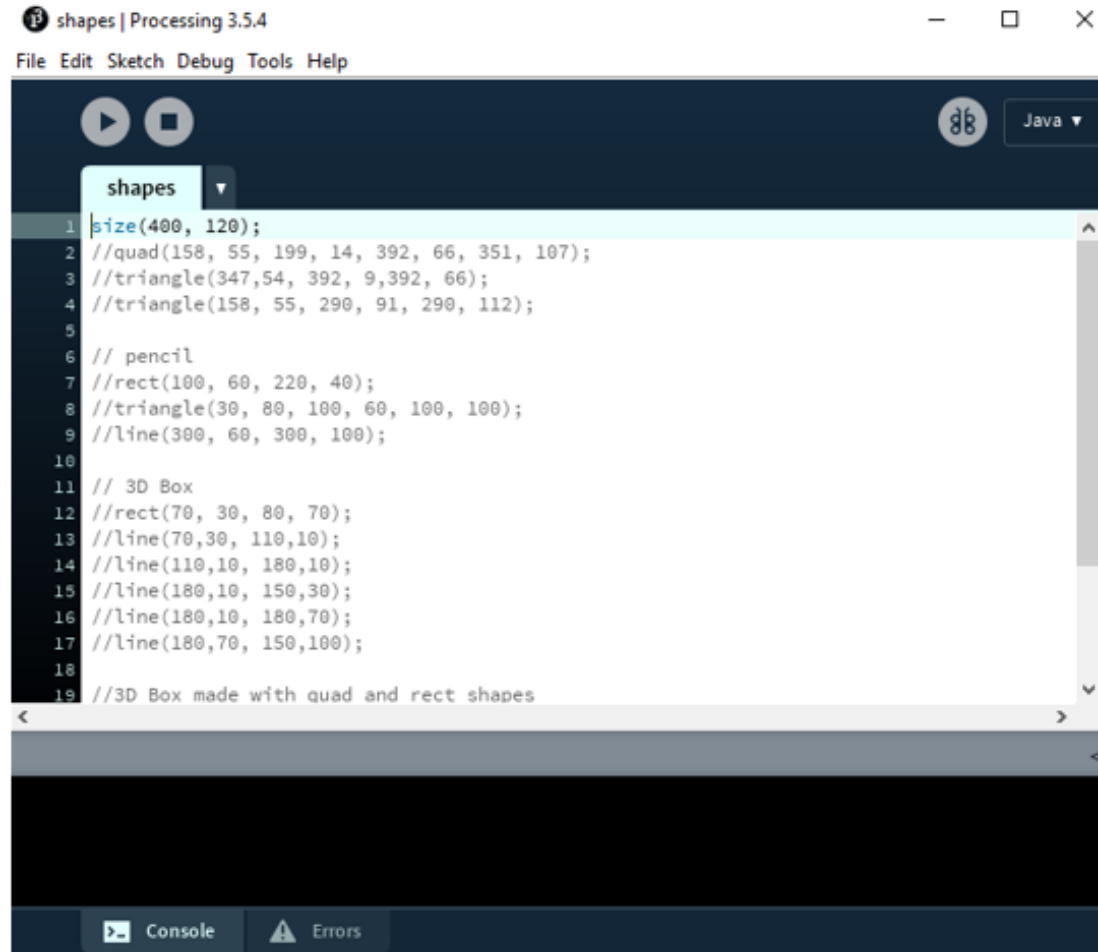 shapes | Processing 3.5.4
File Edit Sketch Debug Tools Help
Java
shapes
1 size(400, 120);
2 //quad(158, 55, 199, 14, 392, 66, 351, 107);
3 //triangle(347,54, 392, 9,392, 66);
4 //triangle(158, 55, 290, 91, 290, 112);
5
6 // pencil
7 //rect(100, 60, 220, 40);
8 //triangle(30, 80, 100, 60, 100, 100);
9 //line(300, 60, 300, 100);
10
11 // 3D Box
12 //rect(70, 30, 80, 70);
13 //line(70,30, 110,10);
14 //line(110,10, 180,10);
15 //line(180,10, 150,30);
16 //line(180,10, 180,70);
17 //line(180,70, 150,100);
18
19 //3D Box made with quad and rect shapes
Console Errors